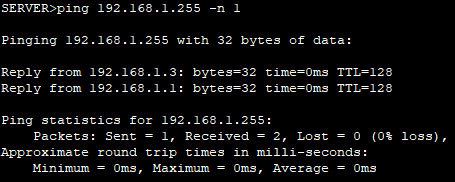 SERVER>ping 192.168.1.255 -n 1
Pinging 192.168.1.255 with 32 bytes of data:
Reply from 192.168.1.3: bytes=32 time=0ms TTL=128
Reply from 192.168.1.1: bytes=32 time=0ms TTL=128
Ping statistics for 192.168.1.255:
    Packets: Sent = 1, Received = 2, Lost = 0 (0% loss),
Approximate round trip times in milli-seconds:
    Minimum = 0ms, Maximum = 0ms, Average = 0ms